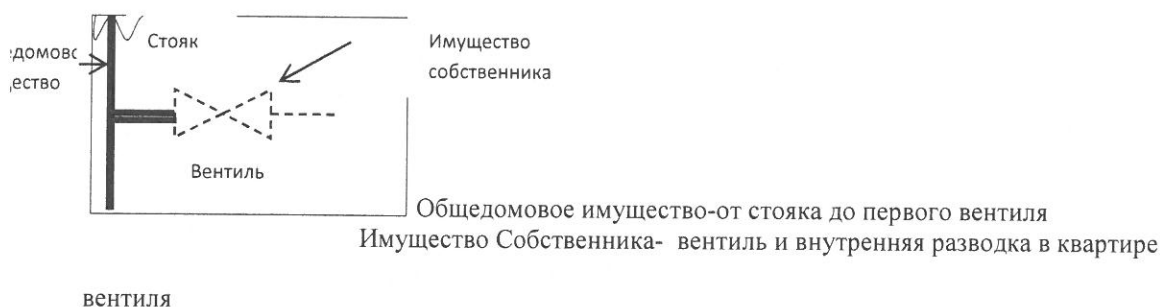 Стояк
Имущество
собственника
Вентиль
Общедомовое имущество-от стояка до первого вентиля
Имущество Собственника- вентиль и внутренняя разводка в квартире
вентиля